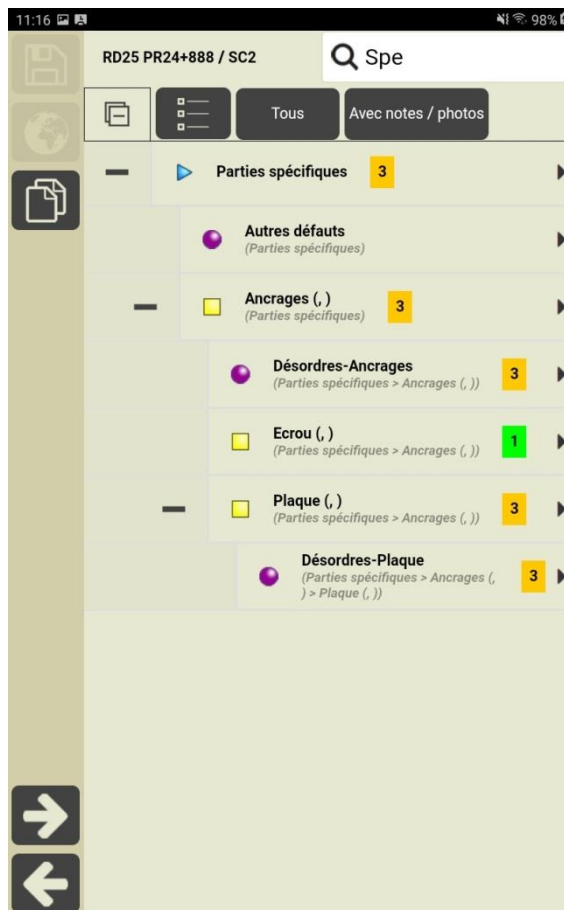 11:16 98%
RD25 PR24+888 / SC2 Spe
Tous Avec notes / photos
Parties spécifiques 3
Autres défauts
(Parties spécifiques)
Ancrages (, ) 3
(Parties spécifiques)
Désordres-Ancrages 3
(Parties spécifiques > Ancrages (, ))
Ecrou (, ) 1
(Parties spécifiques > Ancrages (, ))
Plaque (, ) 3
(Parties spécifiques > Ancrages (, ))
Désordres-Plaque
(Parties spécifiques > Ancrages (, 3
) > Plaque (, ))